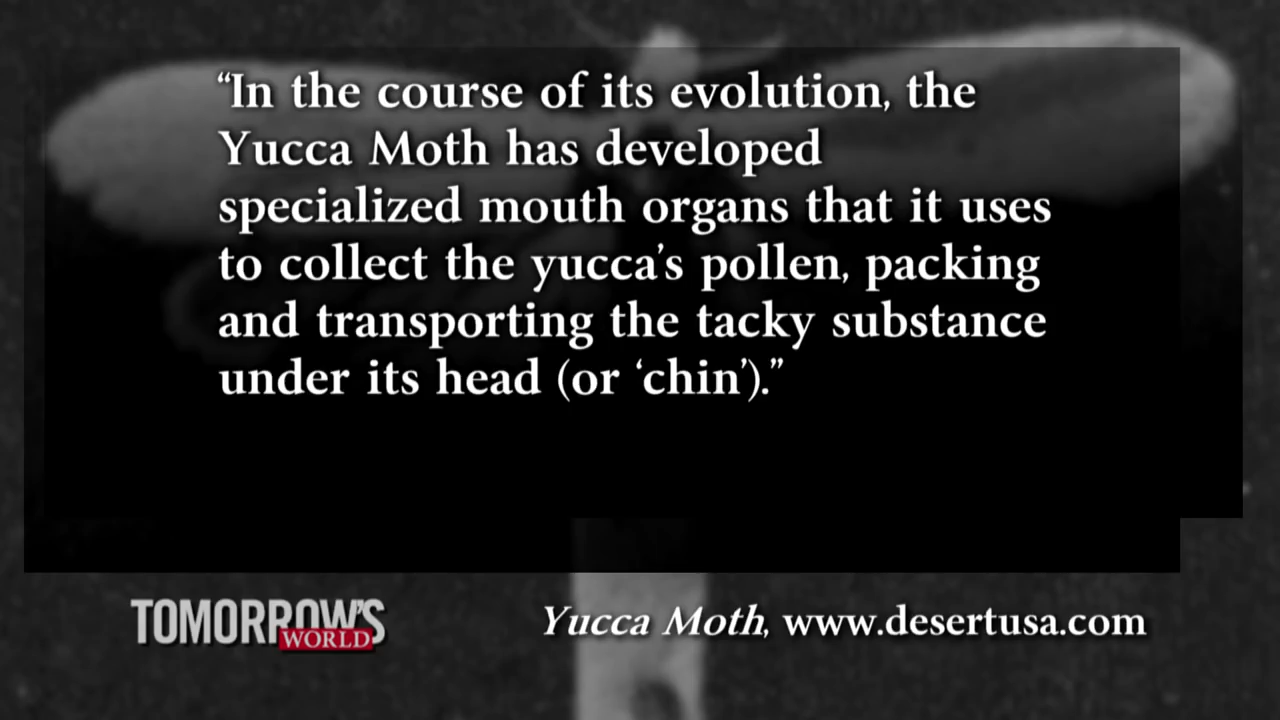 “In the course of its evolution, the
Yucca Moth has developed
specialized mouth organs that it uses
to collect the yucca’s pollen, packing
and transporting the tacky substance
under its head (or ‘chin’).”
TOMORROW'S
WORLD
Yucca Moth, www.desertusa.com